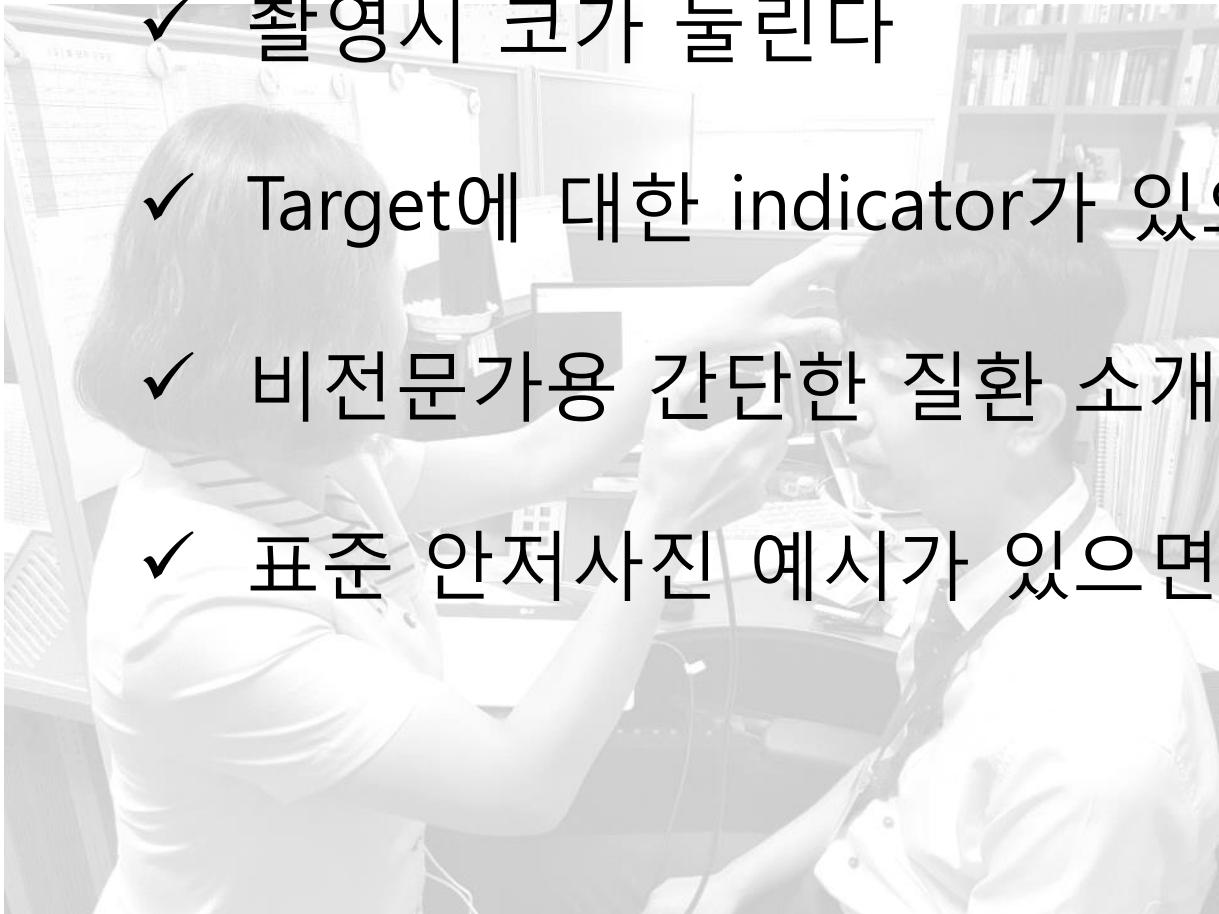 ✓ 촬영시 코가 눌린다
✓ Target에 대한 indicator가 있
✓ 비전문가용 간단한 질환 소개
✓ 표준 안저사진 예시가 있으면